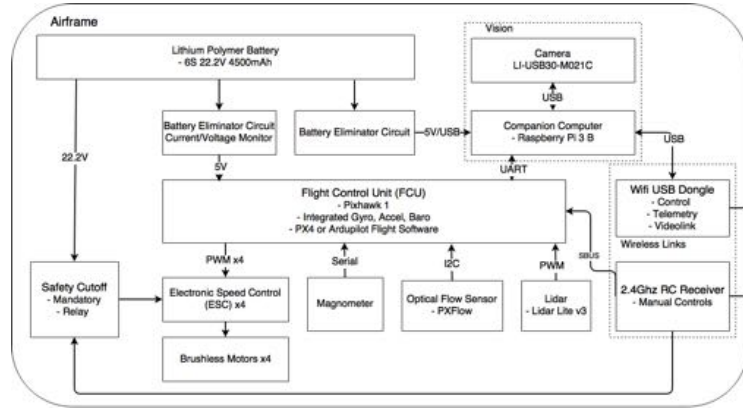 Airframe
Lithium Polymer Battery
- 6S 22.2V 4500mAh
Vision
Camera
LI-USB30-M021C
USB
Battery Eliminator Circuit
Current/Voltage Monitor
Battery Eliminator Circuit
5V/USB
Companion Computer
- Raspberry Pi 3 B
USB
22.2V
5V
UART
Flight Control Unit (FCU)
- Pixhawk 1
- Integrated Gyro, Accel, Baro
- PX4 or Ardupilot Flight Software
Wifi USB Dongle
- Control
- Telemetry
- Videolink
Wireless Links
PWM x4
Serial
I2C
PWM
SBUS
Safety Cutoff
- Mandatory
- Relay
Electronic Speed Control
(ESC) x4
Magnometer
Optical Flow Sensor
- PXFlow
Lidar
- Lidar Lite v3
2.4Ghz RC Receiver
- Manual Controls
Brushless Motors x4